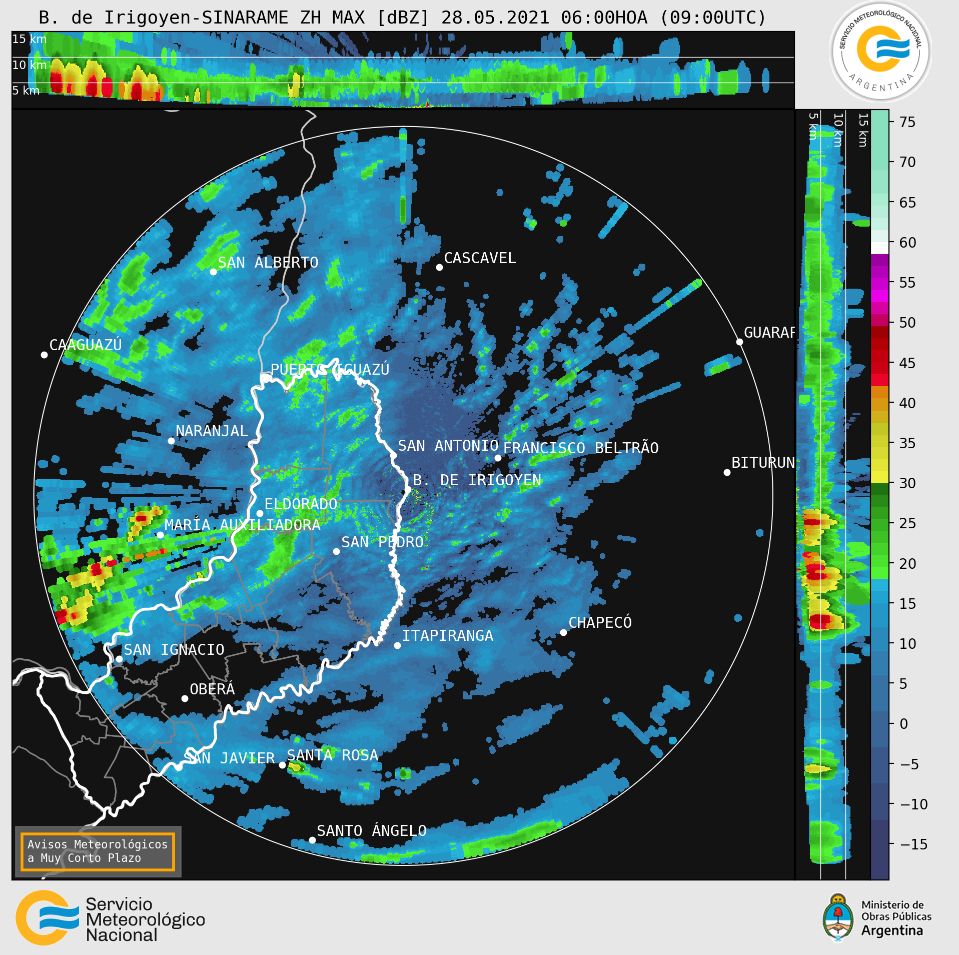 B. de Irigoyen-SINARAME ZH MAX [dBZ] 28.05.2021 06:00HOA (09:00UTC)
SERVICIO METEOROLÓGICO NACIONAL
ARGENTINA
15 km
10 km
5 km
5 km
10 km
15 km
75
70
65
60
55
50
45
40
35
30
25
20
15
10
5
0
−5
−10
−15
SAN ALBERTO
CASCAVEL
GUARAP
CAAGUAZÚ
PUERTO IGUAZÚ
NARANJAL
SAN ANTONIO
FRANCISCO BELTRÃO
BITURUN
B. DE IRIGOYEN
ELDORADO
MARÍA AUXILIADORA
SAN PEDRO
CHAPECÓ
ITAPIRANGA
SAN IGNACIO
OBERÁ
SAN JAVIER
SANTA ROSA
SANTO ÁNGELO
Avisos Meteorológicos
a Muy Corto Plazo
Servicio
Meteorológico
Nacional
Ministerio de
Obras Públicas
Argentina